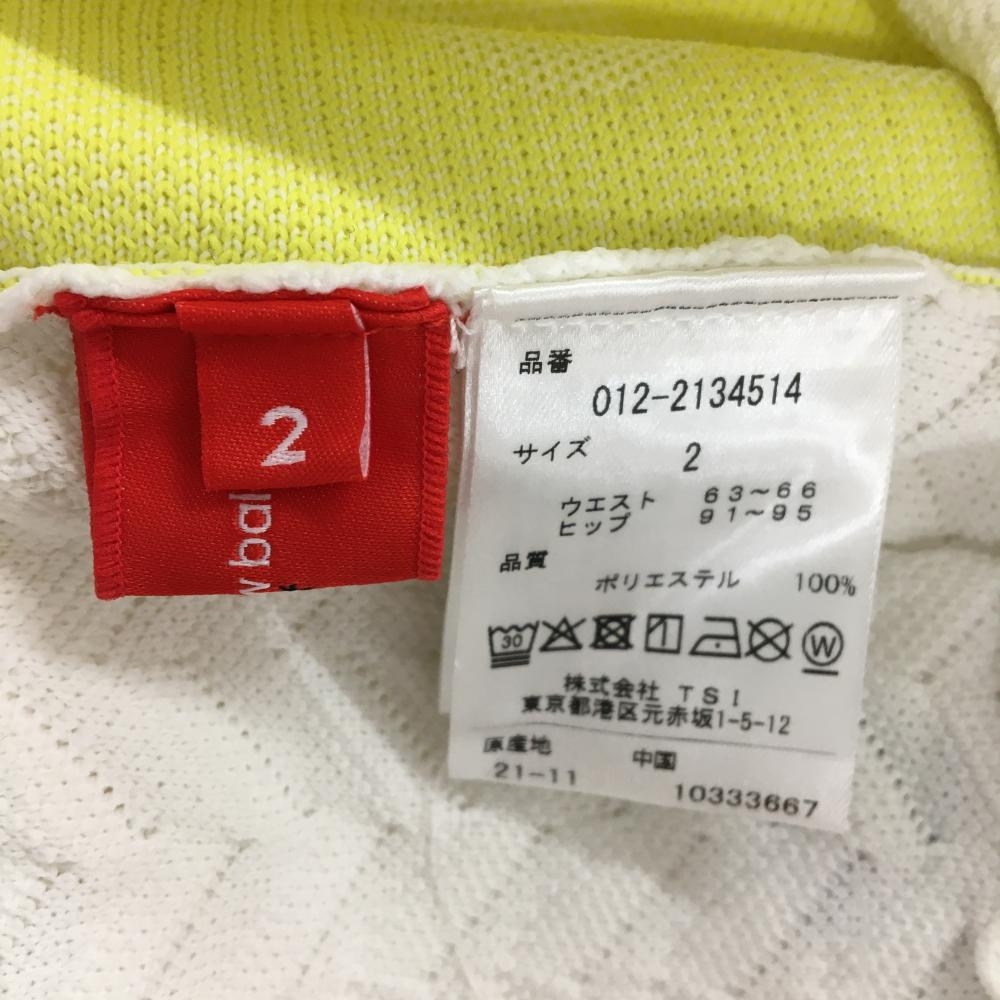 2
w bal
品番
012-2134514
サイズ 2
ウエスト 63～66
ヒップ 91～95
品質
ポリエステル 100%
30 W
株式会社 TSI
東京都港区元赤坂1-5-12
原産地 中国
21-11 10333667